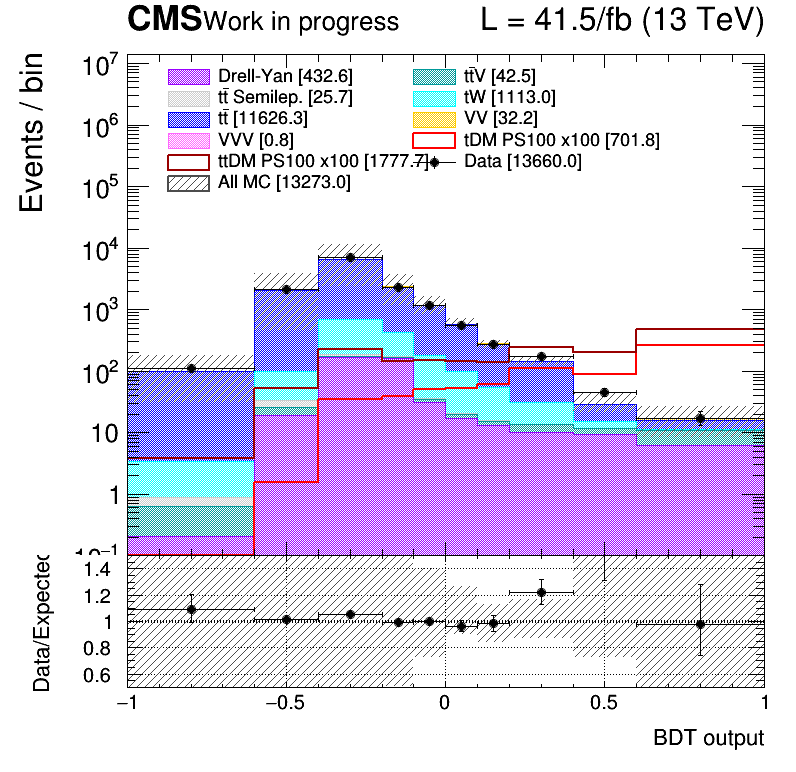 CMS Work in progress L = 41.5/fb (13 TeV)
Events / bin
10⁷
10⁶
10⁵
10⁴
10³
10²
10
1
10⁻¹
Drell-Yan [432.6] tt̄V [42.5]
tt̄ Semilep. [25.7] tW [1113.0]
tt̄ [11626.3] VV [32.2]
VVV [0.8] tDM PS100 x100 [701.8]
ttDM PS100 x100 [1777.7] Data [13660.0]
All MC [13273.0]
Data/Expected
1.4
1.2
1
0.8
0.6
−1 −0.5 0 0.5 1
BDT output